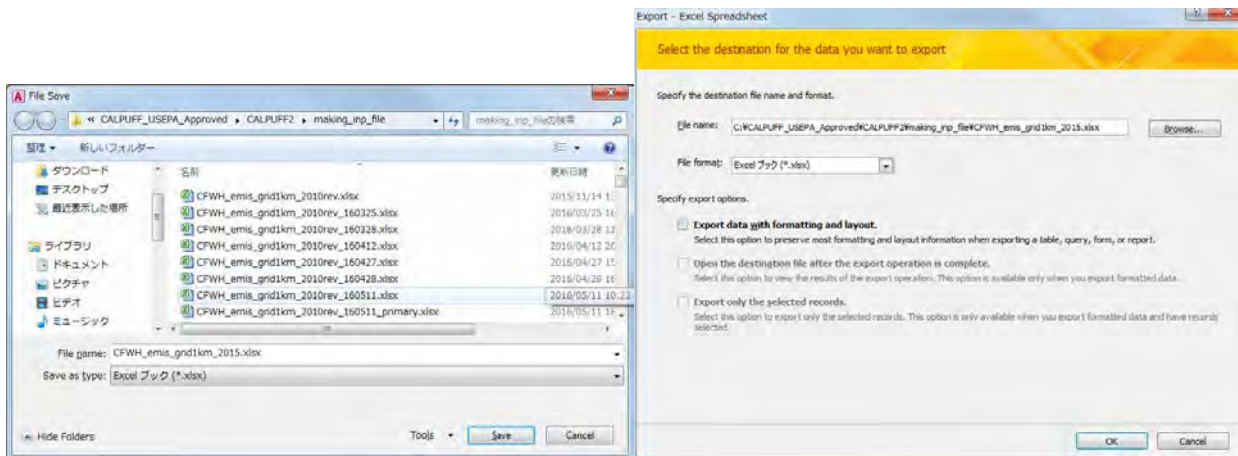 File Save
« CALPUFF_USEPA_Approved ▸ CALPUFF2 ▸ making_inp_file
making_inp_fileの検索
整理 新しいフォルダー
ダウンロード
デスクトップ
最近表示した場所
ライブラリ
ドキュメント
ピクチャ
ビデオ
ミュージック
名前 更新日時
CFWH_emis_grid1km_2010rev.xlsx 2015/11/14
CFWH_emis_grid1km_2010rev_160325.xlsx 2016/03/25 16
CFWH_emis_grid1km_2010rev_160328.xlsx 2016/03/28
CFWH_emis_grid1km_2010rev_160412.xlsx 2016/04/12
CFWH_emis_grid1km_2010rev_160427.xlsx 2016/04/27 15
CFWH_emis_grid1km_2010rev_160428.xlsx 2016/04/28 16
CFWH_emis_grid1km_2010rev_160511.xlsx 2016/05/11 10:22
CFWH_emis_grid1km_2010rev_160511_primary.xlsx 2016/05/11
File name: CFWH_emis_grid1km_2015.xlsx
Save as type: Excel ブック (*.xlsx)
Hide Folders Tools Save Cancel
Export - Excel Spreadsheet
Select the destination for the data you want to export
Specify the destination file name and format.
File name: C:¥CALPUFF_USEPA_Approved¥CALPUFF2¥making_inp_file¥CFWH_emis_grid1km_2015.xlsx Browse...
File format: Excel ブック (*.xlsx)
Specify export options.
Export data with formatting and layout.
Select this option to preserve most formatting and layout information when exporting a table, query, form, or report.
Open the destination file after the export operation is complete.
Select this option to view the results of the export operation. This option is available only when you export formatted data.
Export only the selected records.
Select this option to export only the selected records. This option is only available when you export formatted data and have records
selected.
OK Cancel